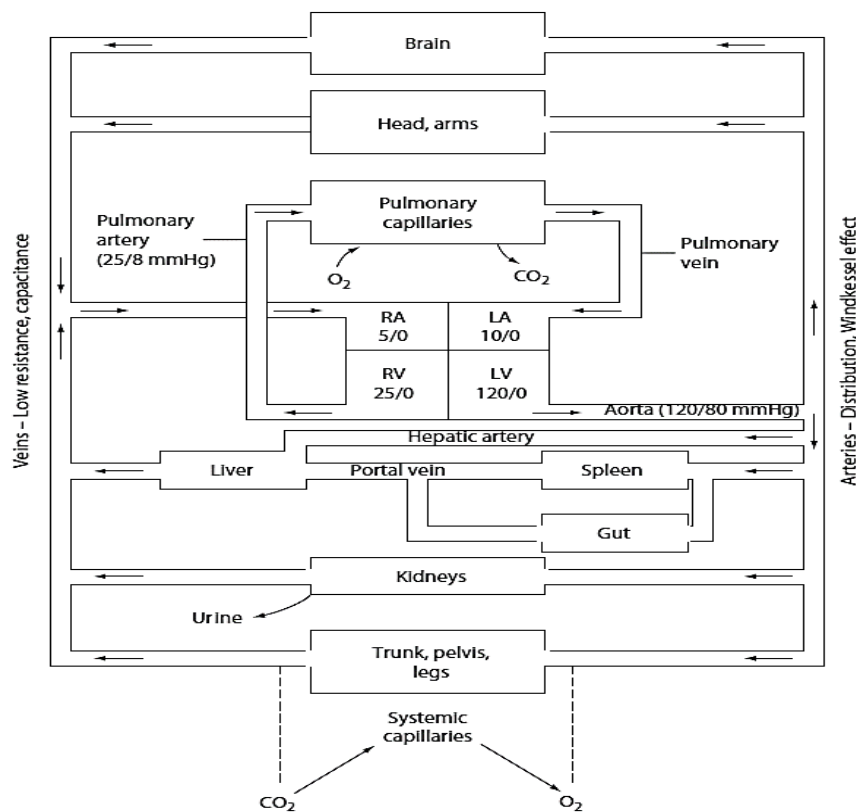 Brain
Head, arms
Pulmonary
capillaries
Pulmonary
artery
(25/8 mmHg)
Pulmonary
vein
O2
CO2
Veins – Low resistance, capacitance
Arteries – Distribution, Windkessel effect
RA
5/0
LA
10/0
RV
25/0
LV
120/0
Aorta (120/80 mmHg)
Hepatic artery
Liver
Portal vein
Spleen
Gut
Kidneys
Urine
Trunk, pelvis,
legs
Systemic
capillaries
CO2
O2